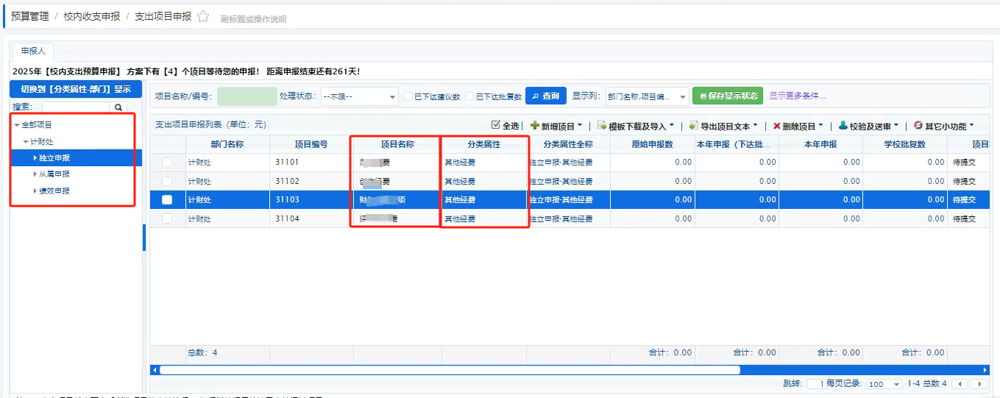 预算管理 / 校内收支申报 / 支出项目申报 副标题或操作说明
申报人
2025年【校内支出预算申报】 方案下有【4】个项目等待您的申报! 距离申报结束还有261天!
切换到【分类属性-部门】显示
搜索:
全部项目
计财处
独立申报
从属申报
绩效申报
项目名称/编号: 处理状态: --不限-- 已下达建议数 已下达批复数 查询 显示列: 部门名称,项目编... 保存显示状态 显示更多条件...
支出项目申报列表（单位：元） 全选 | 新增项目 | 模板下载及导入 | 导出项目文本 | 删除项目 | 校验及送审 | 其它小功能
部门名称 项目编号 项目名称 分类属性 分类属性全称 原始申报数 本年申报（下达批... 本年申报 学校批复数 项目
计财处 31101 费 其他经费 独立申报-其他经费 0.00 0.00 0.00 0.00 待提交
计财处 31102 费 其他经费 独立申报-其他经费 0.00 0.00 0.00 0.00 待提交
计财处 31103 财 项 其他经费 独立申报-其他经费 0.00 0.00 0.00 0.00 待提交
计财处 31104 费 其他经费 独立申报-其他经费 0.00 0.00 0.00 0.00 待提交
总数: 4 合计: 0.00 合计: 0.00 合计: 0.00 合计: 0.00
跳转: 1 每页记录: 100 1-4 总数 4